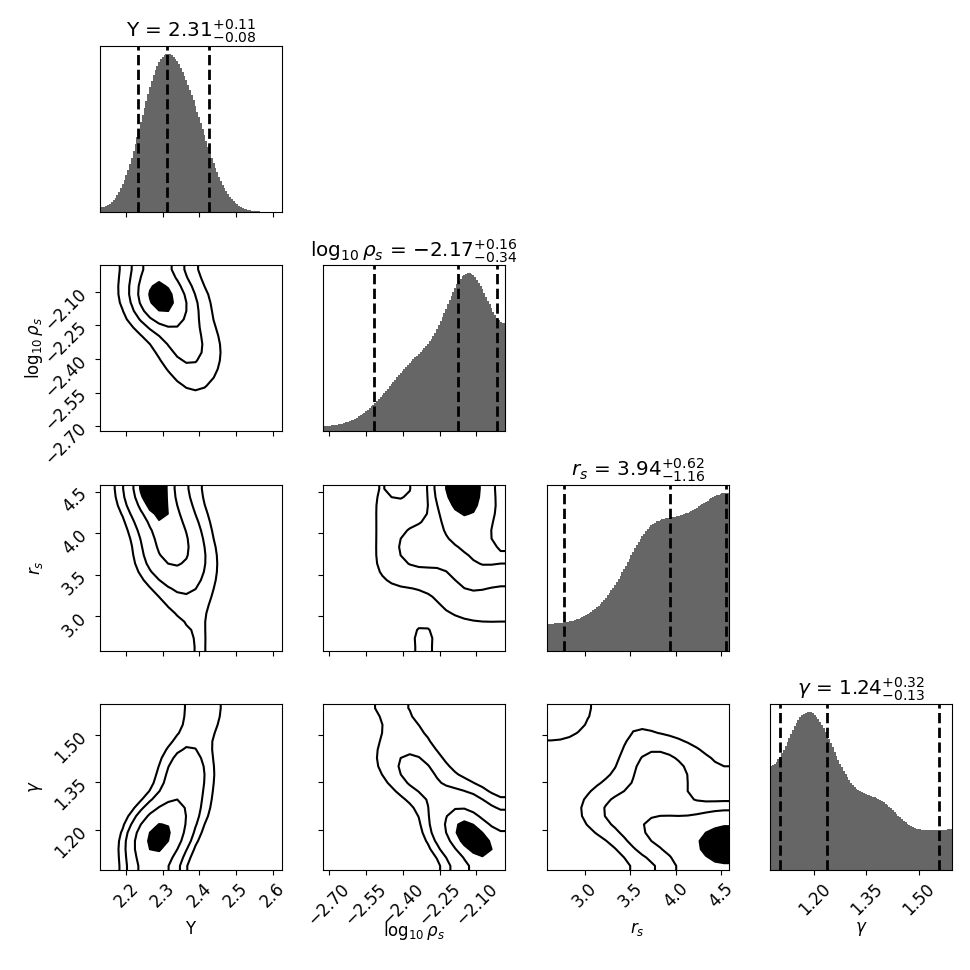 Y = 2.31^{+0.11}_{-0.08}
log₁₀ ρₛ = −2.17^{+0.16}_{-0.34}
−2.10
−2.25
−2.40
−2.55
−2.70
log₁₀ ρₛ
rₛ = 3.94^{+0.62}_{-1.16}
4.5
4.0
3.5
3.0
rₛ
γ = 1.24^{+0.32}_{-0.13}
1.50
1.35
1.20
γ
2.2 2.3 2.4 2.5 2.6
−2.70 −2.55 −2.40 −2.25 −2.10
3.0 3.5 4.0 4.5
1.20 1.35 1.50
Y
log₁₀ ρₛ
rₛ
γ